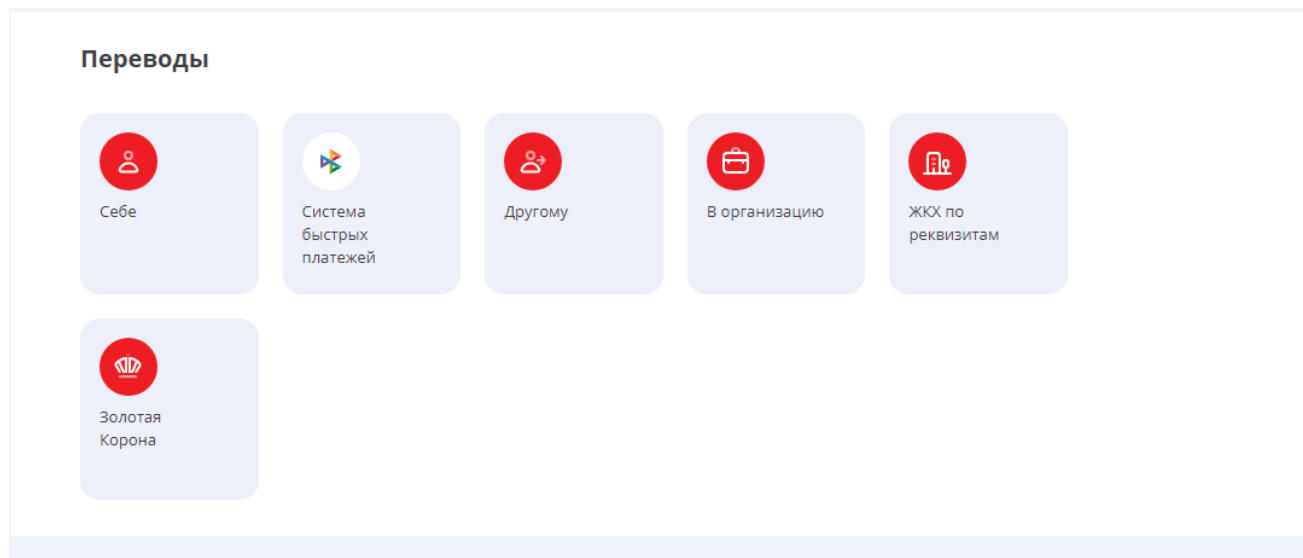 Переводы
Себе
Система
быстрых
платежей
Другому
В организацию
ЖКХ по
реквизитам
Золотая
Корона